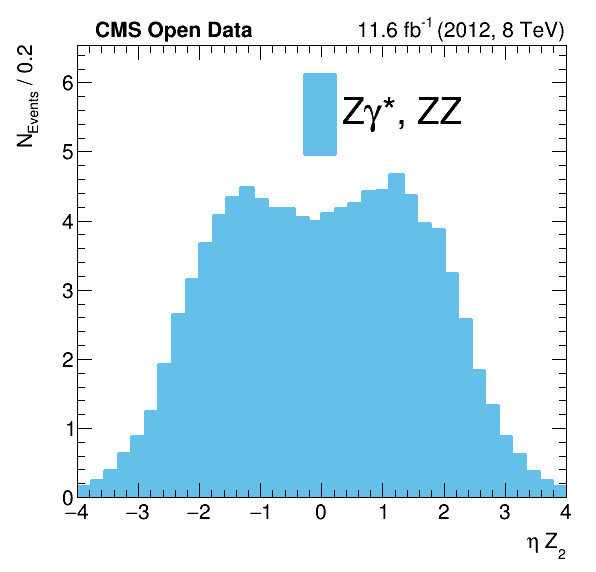 CMS Open Data 11.6 fb⁻¹ (2012, 8 TeV)
N_Events / 0.2
Zγ*, ZZ
6
5
4
3
2
1
0
−4 −3 −2 −1 0 1 2 3 4
η Z₂